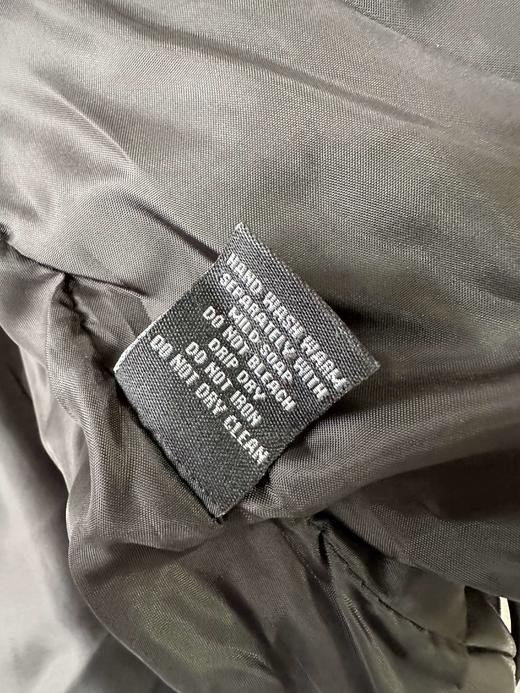 HAND WASH WARM
SEPARATELY WITH
MILD SOAP
DO NOT BLEACH
DRIP DRY
DO NOT IRON
DO NOT DRY CLEAN